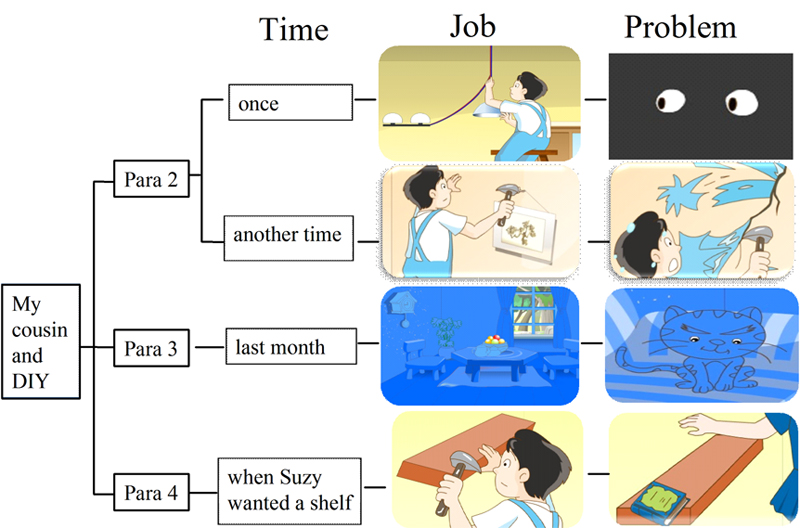 Time Job Problem
once
Para 2
another time
My
cousin
and
DIY
Para 3
last month
Para 4
when Suzy
wanted a shelf